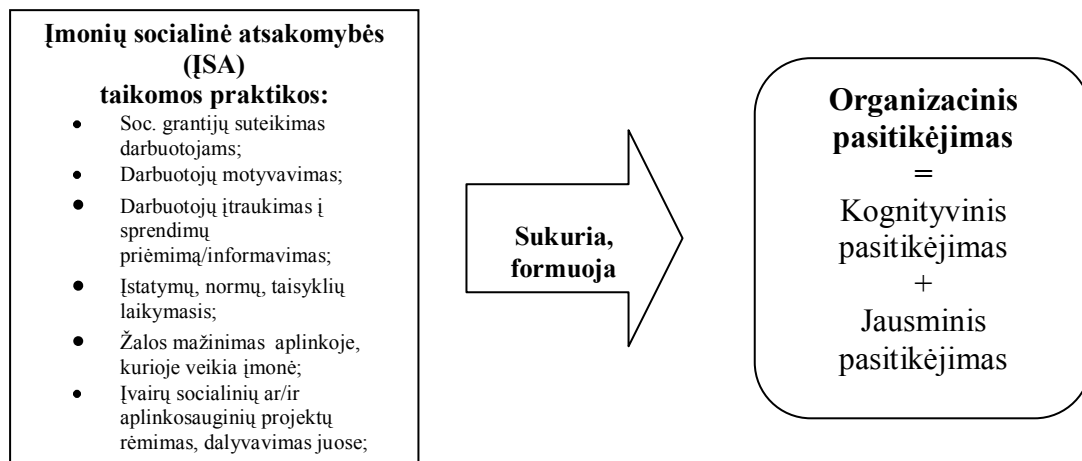 Įmonių socialinė atsakomybės
(ĮSA)
taikomos praktikos:
• Soc. grantijų suteikimas
darbuotojams;
• Darbuotojų motyvavimas;
• Darbuotojų įtraukimas į
sprendimų
priėmimą/informavimas;
• Įstatymų, normų, taisyklių
laikymasis;
• Žalos mažinimas aplinkoje,
kurioje veikia įmonė;
• Įvairų socialinių ar/ir
aplinkosauginių projektų
rėmimas, dalyvavimas juose;
Sukuria,
formuoja
Organizacinis
pasitikėjimas
=
Kognityvinis
pasitikėjimas
+
Jausminis
pasitikėjimas